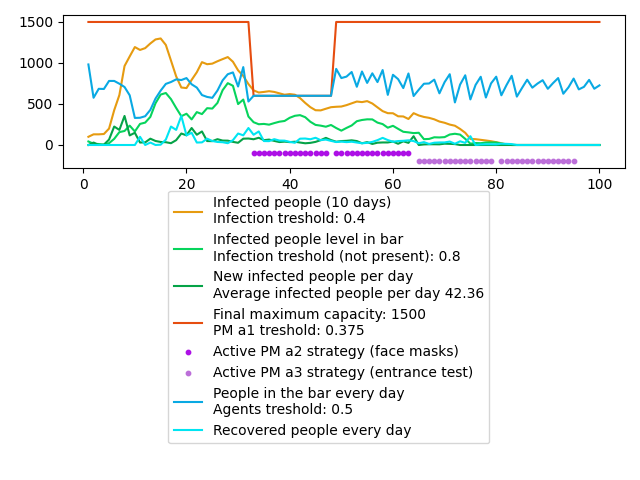 1500
1000
500
0
0
20
40
60
80
100
Infected people (10 days)
Infection treshold: 0.4
Infected people level in bar
Infection treshold (not present): 0.8
New infected people per day
Average infected people per day 42.36
Final maximum capacity: 1500
PM a1 treshold: 0.375
Active PM a2 strategy (face masks)
Active PM a3 strategy (entrance test)
People in the bar every day
Agents treshold: 0.5
Recovered people every day